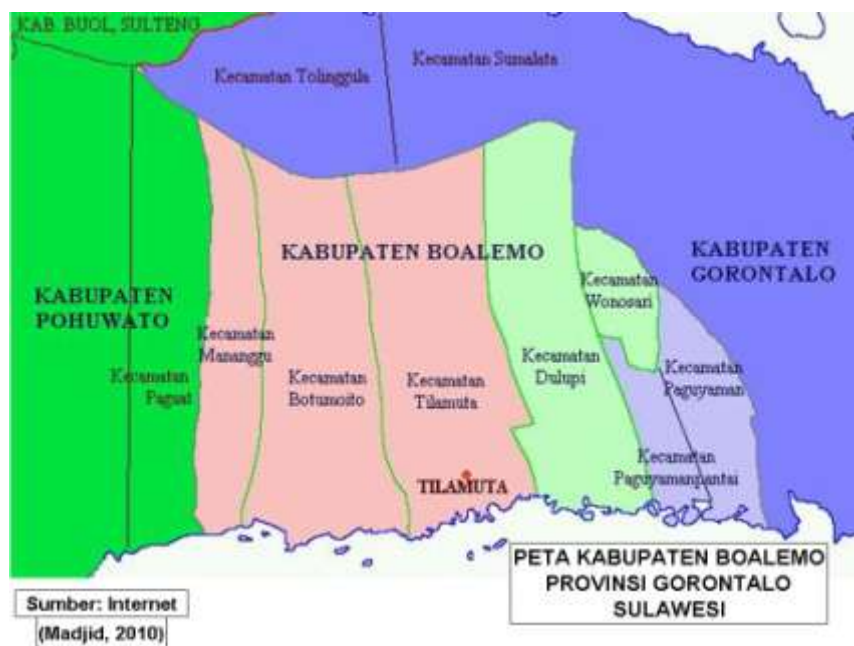 KAB. BUOL, SULTENG
Kecamatan Tolinggula
Kecamatan Sumalata
KABUPATEN BOALEMO
KABUPATEN
GORONTALO
Kecamatan
Wonosari
KABUPATEN
POHUWATO
Kecamatan
Mananggu
Kecamatan
Paguat
Kecamatan
Botumoito
Kecamatan
Tilamuta
Kecamatan
Dulupi
Kecamatan
Paguyaman
Kecamatan
Paguyamanpantai
TILAMUTA
PETA KABUPATEN BOALEMO
PROVINSI GORONTALO
SULAWESI
Sumber: Internet
(Madjid, 2010)